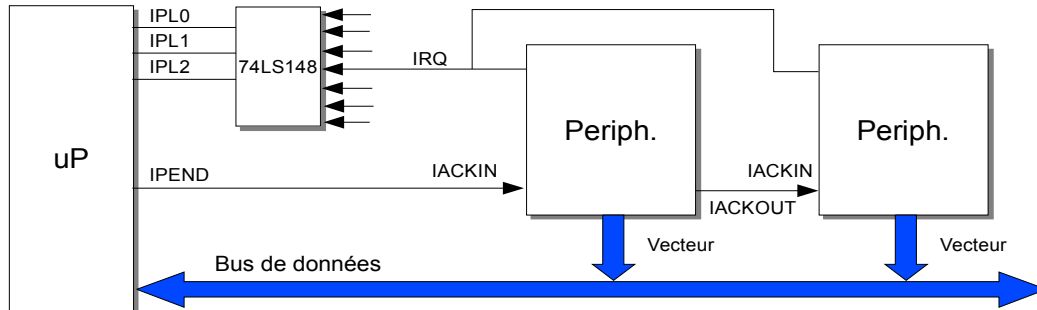 IPL0
IPL1
IPL2
74LS148
IRQ
uP
Periph.
Periph.
IPEND
IACKIN
IACKIN
IACKOUT
Vecteur
Vecteur
Bus de données